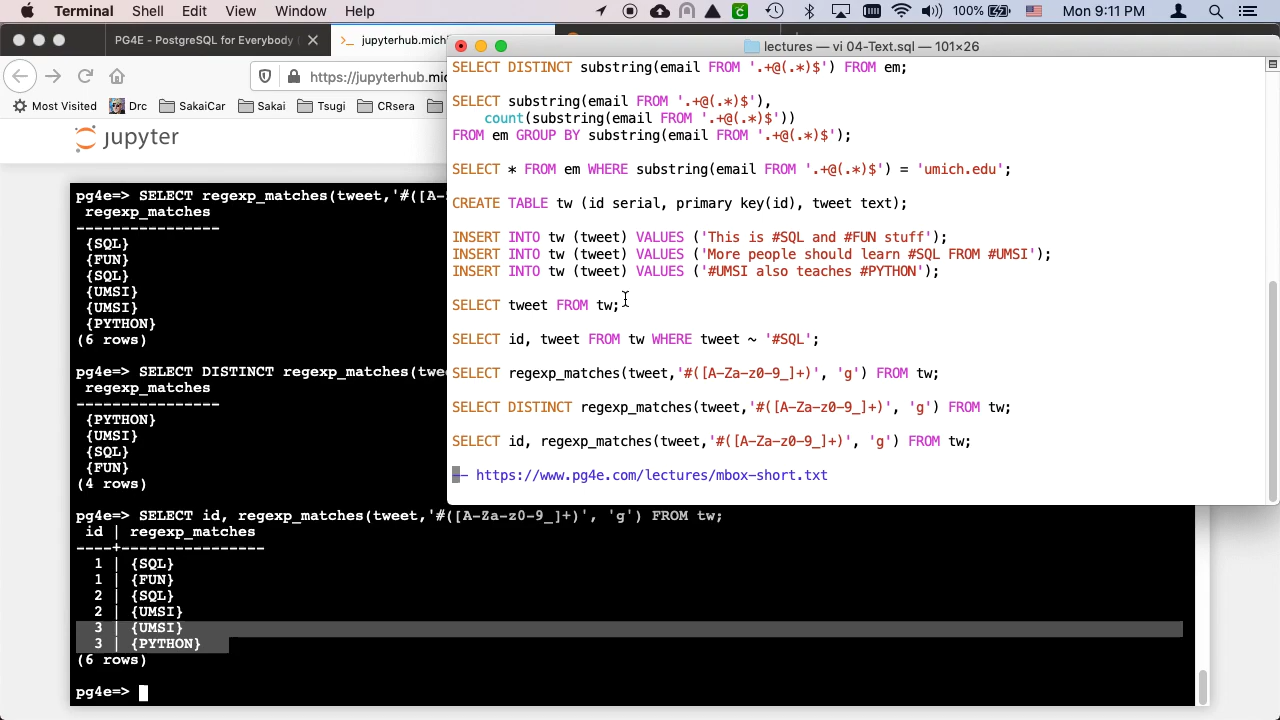 Terminal Shell Edit View Window Help 100% Mon 9:11 PM
PG4E - PostgreSQL for Everybody
jupyterhub.mich
lectures — vi 04-Text.sql — 101×26
https://jupyterhub.mic
Most Visited Drc SakaiCar Sakai Tsugi CRsera
jupyter
SELECT DISTINCT substring(email FROM '.+@(.*)$') FROM em;
SELECT substring(email FROM '.+@(.*)$'),
count(substring(email FROM '.+@(.*)$'))
FROM em GROUP BY substring(email FROM '.+@(.*)$');
SELECT * FROM em WHERE substring(email FROM '.+@(.*)$') = 'umich.edu';
CREATE TABLE tw (id serial, primary key(id), tweet text);
INSERT INTO tw (tweet) VALUES ('This is #SQL and #FUN stuff');
INSERT INTO tw (tweet) VALUES ('More people should learn #SQL FROM #UMSI');
INSERT INTO tw (tweet) VALUES ('#UMSI also teaches #PYTHON');
SELECT tweet FROM tw;
SELECT id, tweet FROM tw WHERE tweet ~ '#SQL';
SELECT regexp_matches(tweet,'#([A-Za-z0-9_]+)', 'g') FROM tw;
SELECT DISTINCT regexp_matches(tweet,'#([A-Za-z0-9_]+)', 'g') FROM tw;
SELECT id, regexp_matches(tweet,'#([A-Za-z0-9_]+)', 'g') FROM tw;
-- https://www.pg4e.com/lectures/mbox-short.txt
pg4e=> SELECT regexp_matches(tweet,'#([A-
regexp_matches
----------------
{SQL}
{FUN}
{SQL}
{UMSI}
{UMSI}
{PYTHON}
(6 rows)
pg4e=> SELECT DISTINCT regexp_matches(twe
regexp_matches
----------------
{PYTHON}
{UMSI}
{SQL}
{FUN}
(4 rows)
pg4e=> SELECT id, regexp_matches(tweet,'#([A-Za-z0-9_]+)', 'g') FROM tw;
id | regexp_matches
----+----------------
1 | {SQL}
1 | {FUN}
2 | {SQL}
2 | {UMSI}
3 | {UMSI}
3 | {PYTHON}
(6 rows)
pg4e=>